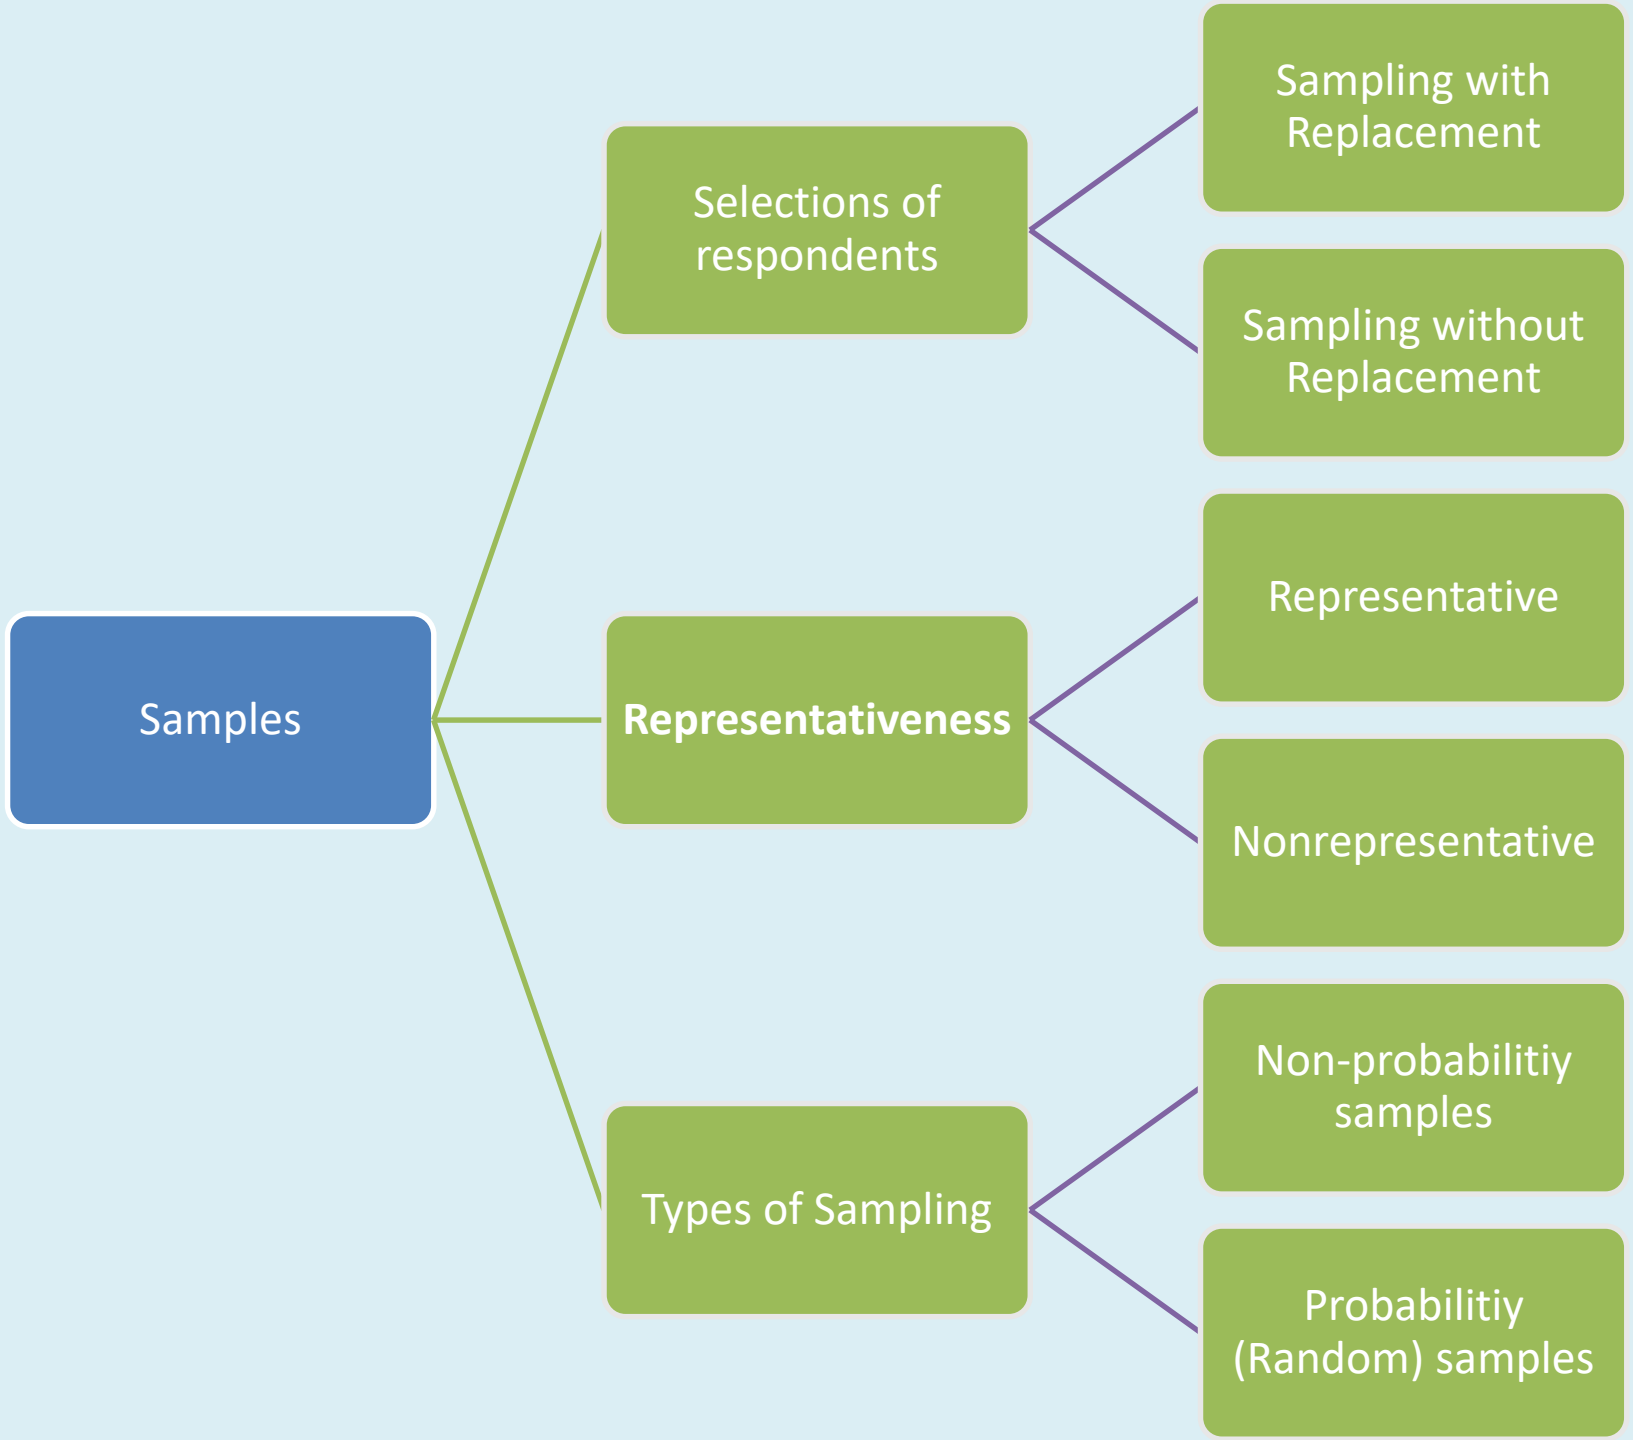 Samples
Selections of
respondents
Sampling with
Replacement
Sampling without
Replacement
Representativeness
Representative
Nonrepresentative
Types of Sampling
Non-probabilitiy
samples
Probabilitiy
(Random) samples